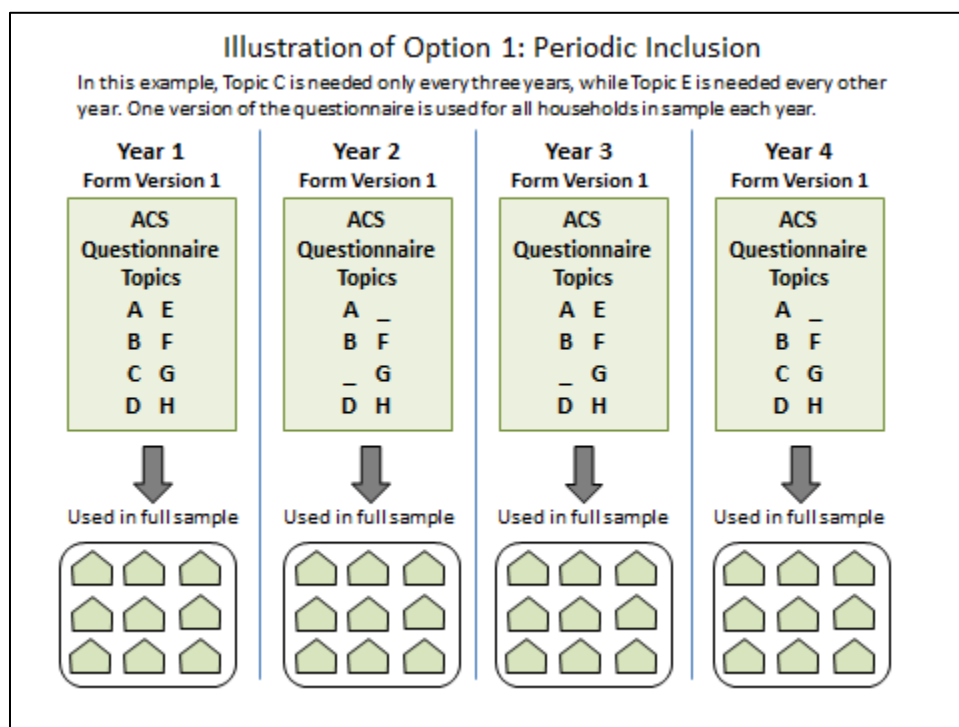 Illustration of Option 1: Periodic Inclusion
In this example, Topic C is needed only every three years, while Topic E is needed every other
year. One version of the questionnaire is used for all households in sample each year.
Year 1
Form Version 1
ACS
Questionnaire
Topics
A E
B F
C G
D H
Used in full sample
Year 2
Form Version 1
ACS
Questionnaire
Topics
A _
B F
_ G
D H
Used in full sample
Year 3
Form Version 1
ACS
Questionnaire
Topics
A E
B F
_ G
D H
Used in full sample
Year 4
Form Version 1
ACS
Questionnaire
Topics
A _
B F
C G
D H
Used in full sample